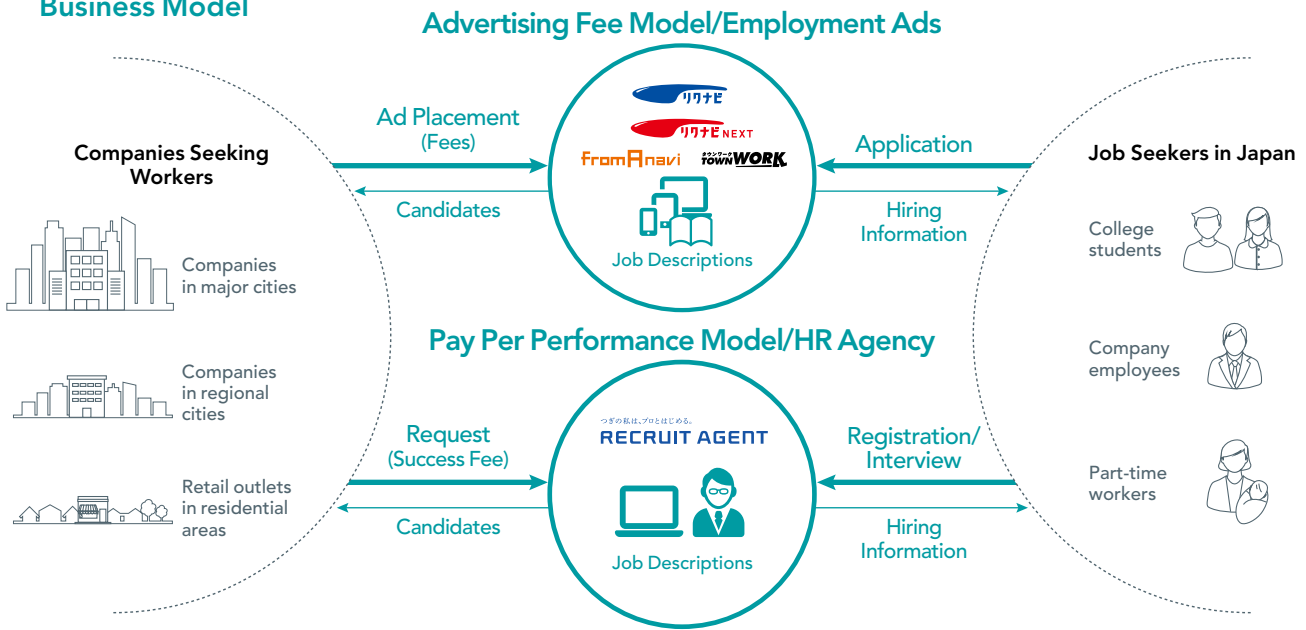 Business Model
Advertising Fee Model/Employment Ads
Companies Seeking
Workers
Companies
in major cities
Companies
in regional
cities
Retail outlets
in residential
areas
Ad Placement
(Fees)
Candidates
リクナビ
リクナビNEXT
fromAnavi
タウンワーク
TOWNWORK
Job Descriptions
Application
Hiring
Information
Pay Per Performance Model/HR Agency
Request
(Success Fee)
Candidates
つぎの私は、プロとはじめる。
RECRUIT AGENT
Job Descriptions
Registration/
Interview
Hiring
Information
Job Seekers in Japan
College
students
Company
employees
Part-time
workers